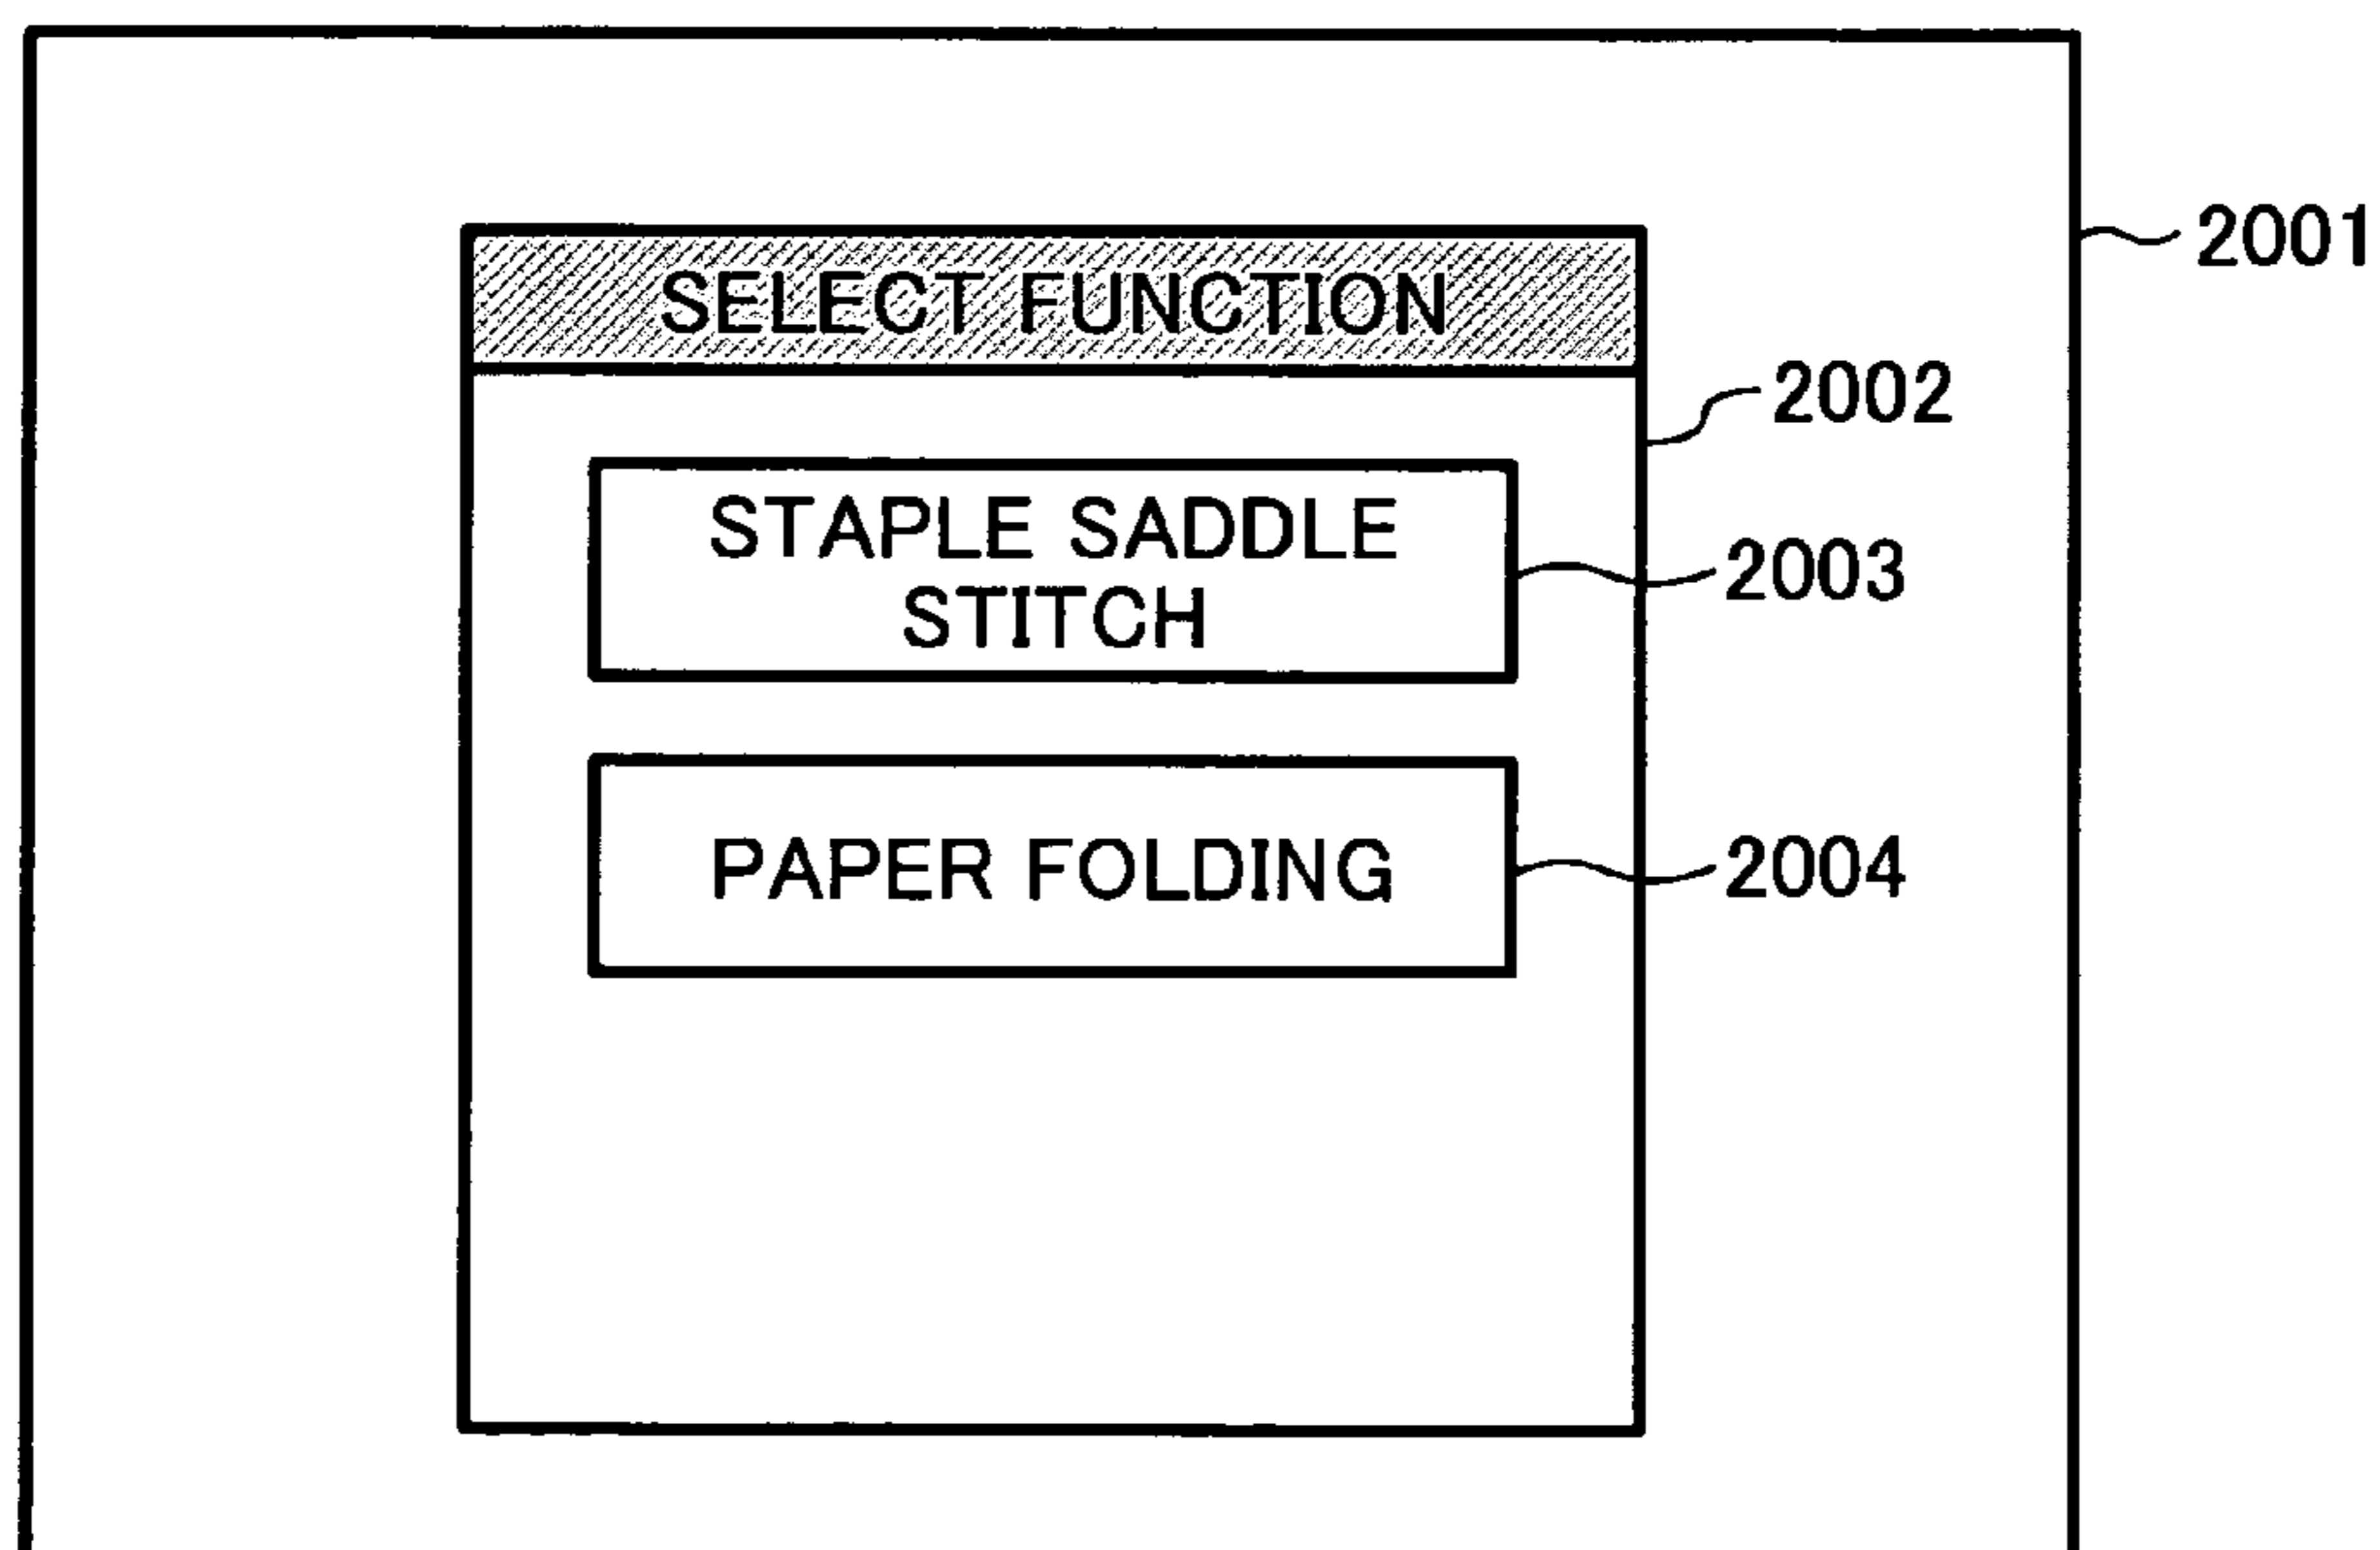 2001
SELECT FUNCTION
2002
STAPLE SADDLE
STITCH
2003
PAPER FOLDING
2004